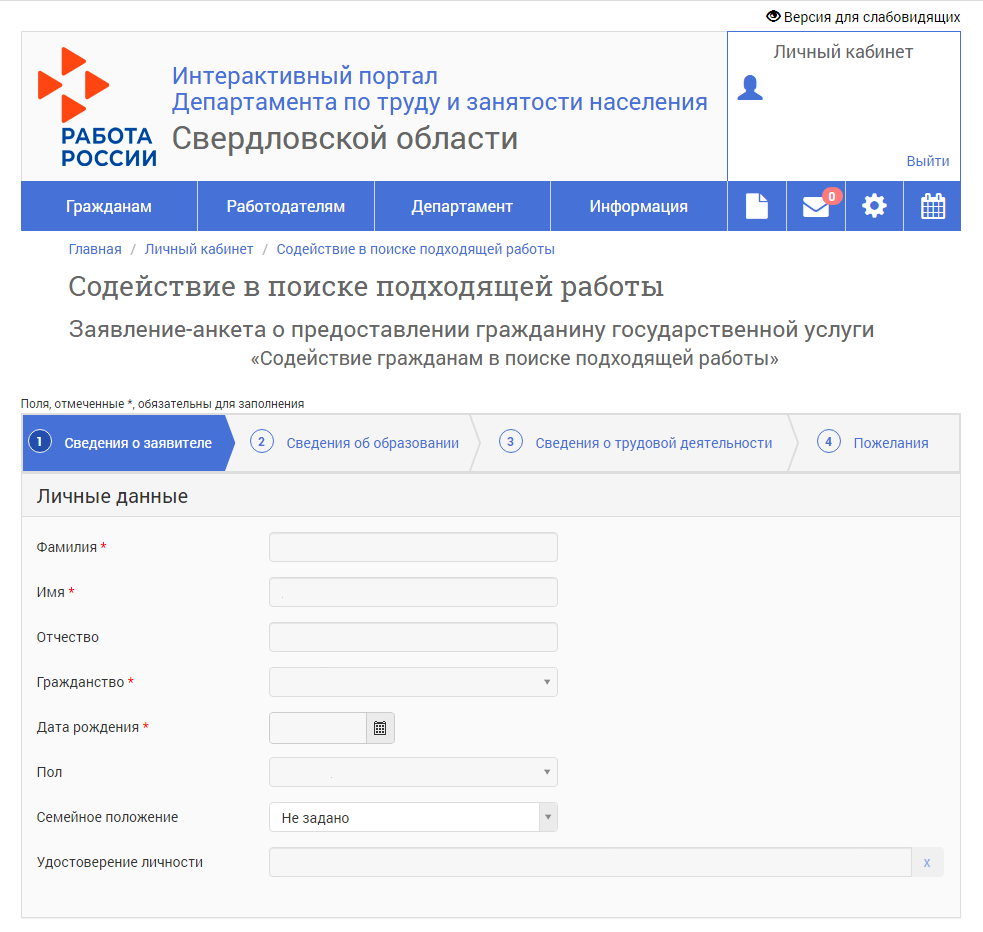 Версия для слабовидящих
Личный кабинет
Интерактивный портал
Департамента по труду и занятости населения
Свердловской области
РАБОТА
РОССИИ
Выйти
Гражданам Работодателям Департамент Информация 0
Главная / Личный кабинет / Содействие в поиске подходящей работы
Содействие в поиске подходящей работы
Заявление-анкета о предоставлении гражданину государственной услуги
«Содействие гражданам в поиске подходящей работы»
Поля, отмеченные *, обязательны для заполнения
1 Сведения о заявителе 2 Сведения об образовании 3 Сведения о трудовой деятельности 4 Пожелания
Личные данные
Фамилия *
Имя *
Отчество
Гражданство *
Дата рождения *
Пол
Семейное положение Не задано
Удостоверение личности x